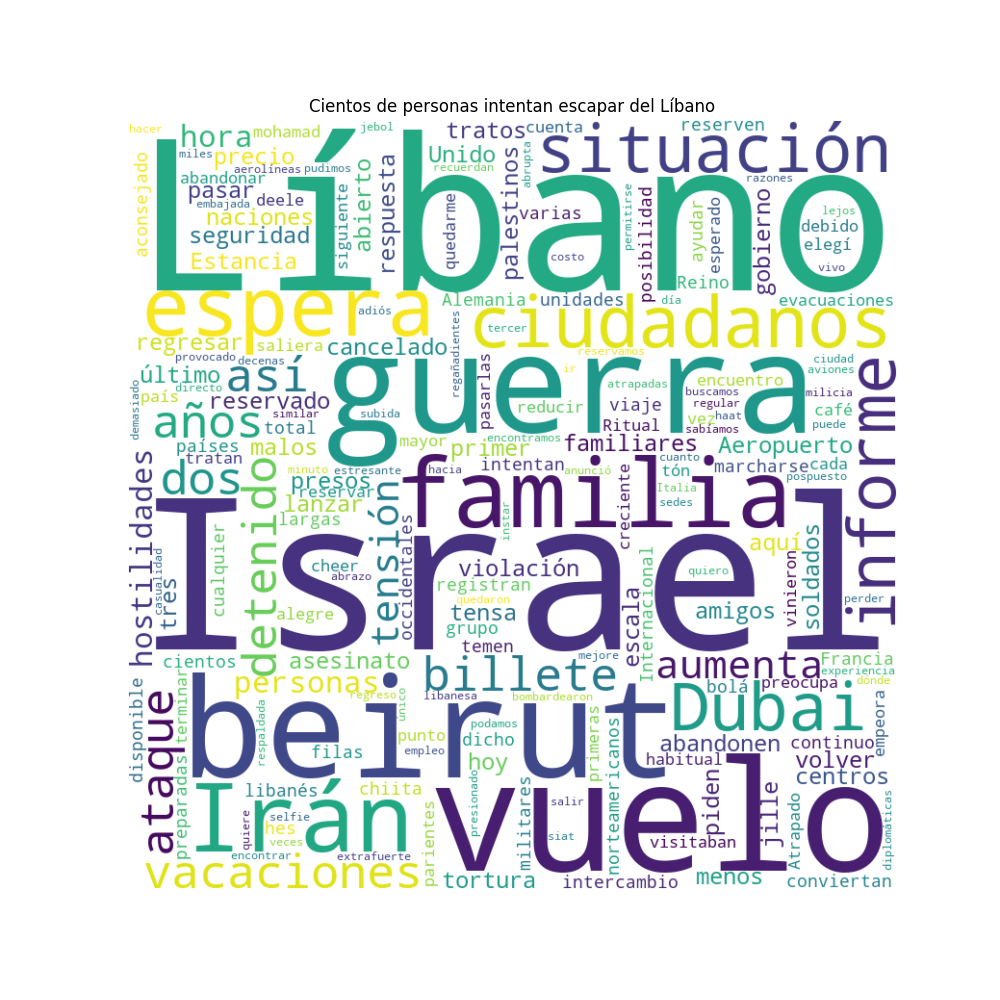 Cientos de personas intentan escapar del Líbano
hacer
hora
mohamad
jebol
tratos
cuenta
reserven
situación
Líbano
miles
precio
aerolíneas
pudimos
Unido
recuerdan
abrupta
razones
aconsejado
abandonar
pasar
embajada
deele
siguiente
abierto
respuesta
quedarme
palestinos
varias
permitirse
posibilidad
ayudar
esperado
gobierno
lejos
debido
naciones
seguridad
elegí
Estancia
costo
vivo
Reino
espera
adiós
Alemania
unidades
día
evacuaciones
ciudadanos
tercer
regresar
saliera
cancelado
regañadientes
reservamos
provocado
decenas
pasarlas
guerra
ir
encuentro
ciudad
aviones
último
así
directo
país
reservado
similar
subida
reducir
atrapadas
viaje
buscamos
regular
milicia
informe
demasiado
años
total
Ritual
vez
haat
sabíamos
café
puede
países
malos
mayor
primer
encontramos
familiares
Aeropuerto
tratan
dos
minuto
presos
estresante
hacia
intentan
anunció
cuanto
tón
marcharse
cada
pospuesto
familia
reservar
lanzar
Italia
sedes
hostilidades
detenido
largas
tensión
instar
creciente
Israel
casualidad
tres
cualquier
cheer
abrazo
occidentales
violación
registran
quiero
aquí
soldados
vinieron
quedaron
alegre
tensa
grupo
Internacional
amigos
perder
temen
escala
cientos
asesinato
mejore
aumenta
Francia
experiencia
personas
billete
bolá
preocupa
dónde
disponible
terminar
regreso
único
libanesa
bombardearon
Dubai
ataque
beirut
respaldada
punto
podamos
dicho
primeras
norteamericanos
abandonen
habitual
continuo
empeora
filas
empleo
hoy
volver
centros
preparadas
Irán
libanés
chiita
presionado
salir
militares
piden
jille
vuelo
Atrapado
diplomáticas
quiere
selfie
hes
veces
parientes
siat
visitaban
encontrar
extrafuerte
vacaciones
tortura
intercambio
menos
conviertan